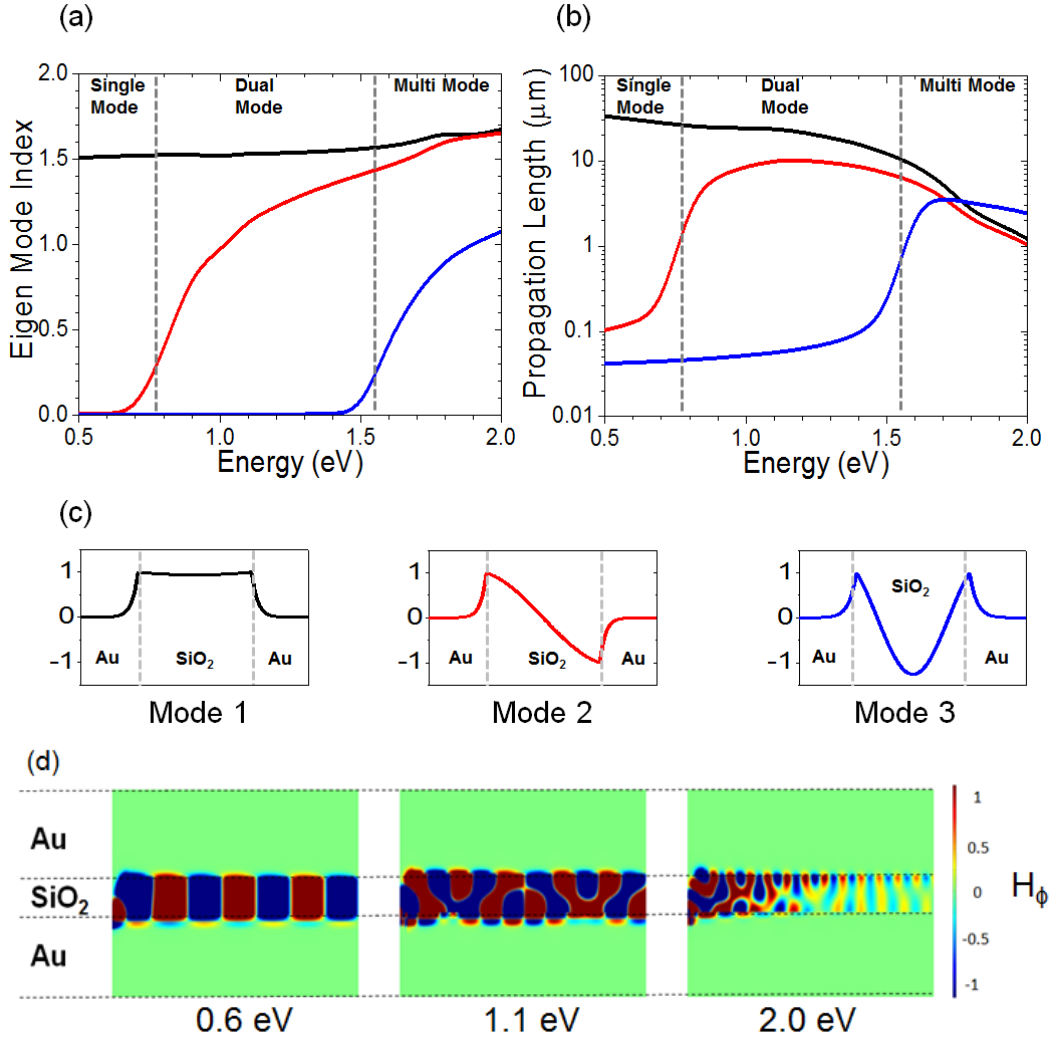 (a)
Single
Mode
Dual
Mode
Multi Mode
2.0
1.5
1.0
0.5
0.0
Eigen Mode Index
0.5
1.0
1.5
2.0
Energy (eV)
(b)
Single
Mode
Dual
Mode
Multi Mode
100
10
1
0.1
0.01
Propagation Length (μm)
0.5
1.0
1.5
2.0
Energy (eV)
(c)
1
0
−1
Au
SiO₂
Au
Mode 1
1
0
−1
Au
SiO₂
Au
Mode 2
1
0
−1
Au
SiO₂
Au
Mode 3
(d)
Au
SiO₂
Au
0.6 eV
1.1 eV
2.0 eV
1
0.5
0
-0.5
-1
Hϕ